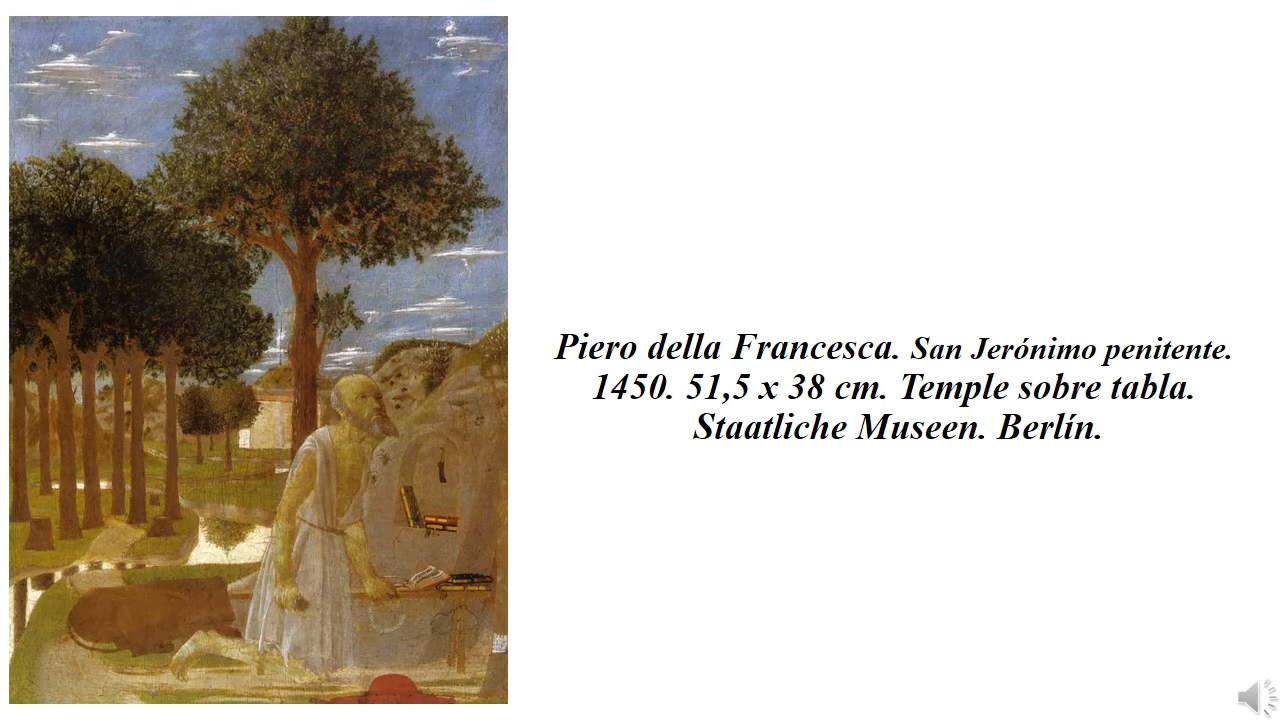 Piero della Francesca. San Jerónimo penitente.
1450. 51,5 x 38 cm. Temple sobre tabla.
Staatliche Museen. Berlín.